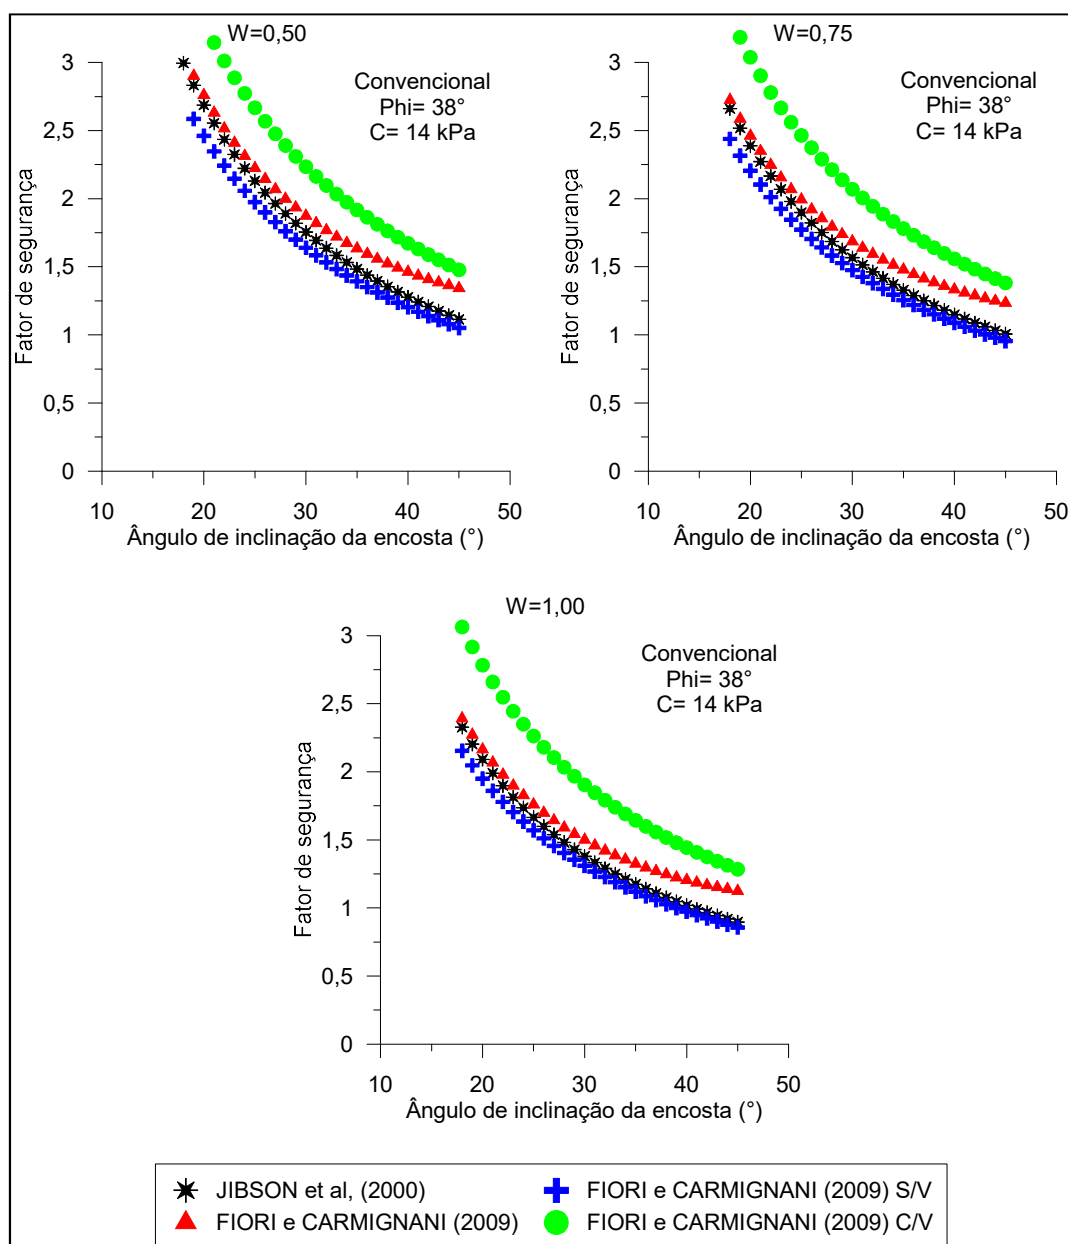 W=0,50
Convencional
Phi= 38°
C= 14 kPa
Fator de segurança
3
2,5
2
1,5
1
0,5
0
10 20 30 40 50
Ângulo de inclinação da encosta (°)
W=0,75
Convencional
Phi= 38°
C= 14 kPa
Fator de segurança
3
2,5
2
1,5
1
0,5
0
10 20 30 40 50
Ângulo de inclinação da encosta (°)
W=1,00
Convencional
Phi= 38°
C= 14 kPa
Fator de segurança
3
2,5
2
1,5
1
0,5
0
10 20 30 40 50
Ângulo de inclinação da encosta (°)
JIBSON et al, (2000)
FIORI e CARMIGNANI (2009) S/V
FIORI e CARMIGNANI (2009)
FIORI e CARMIGNANI (2009) C/V